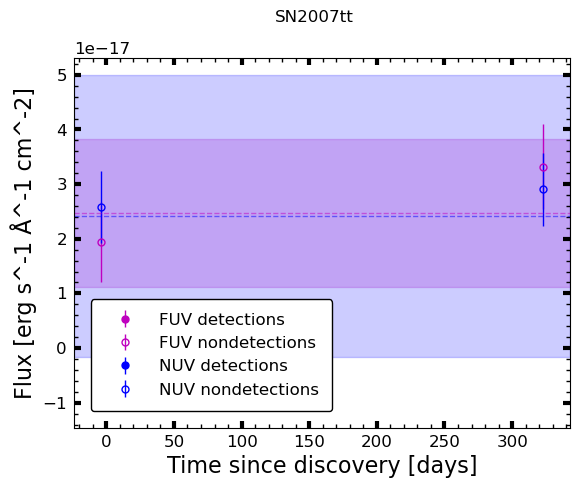 SN2007tt
1e−17
Flux [erg s^-1 Å^-1 cm^-2]
5
4
3
2
1
0
−1
FUV detections
FUV nondetections
NUV detections
NUV nondetections
0 50 100 150 200 250 300
Time since discovery [days]